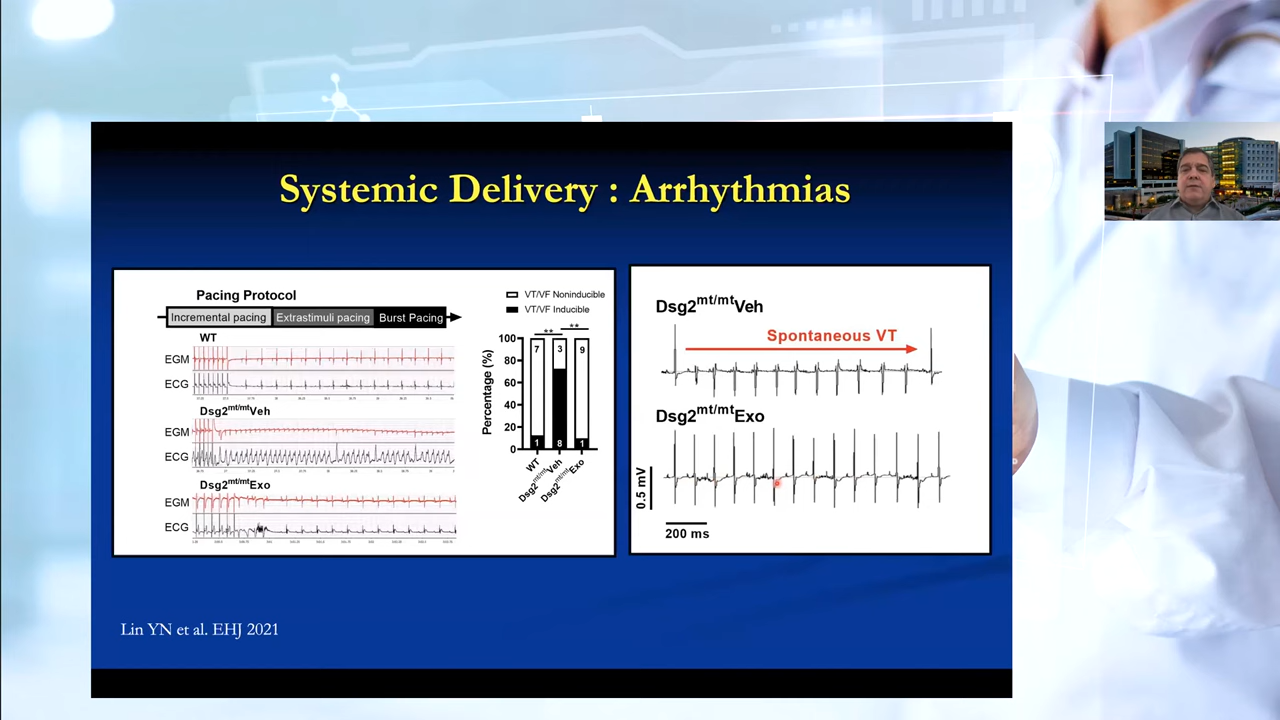 Systemic Delivery : Arrhythmias
Pacing Protocol
Incremental pacing
Extrastimuli pacing
Burst Pacing
WT
EGM
ECG
Dsg2mt/mtVeh
EGM
ECG
Dsg2mt/mtExo
EGM
ECG
VT/VF Noninducible
VT/VF Inducible
** **
Percentage (%)
100
80
60
40
20
0
7 3 9
1 8 1
WT
Dsg2mt/mtVeh
Dsg2mt/mtExo
Dsg2mt/mtVeh
Spontaneous VT
Dsg2mt/mtExo
0.5 mV
200 ms
Lin YN et al. EHJ 2021